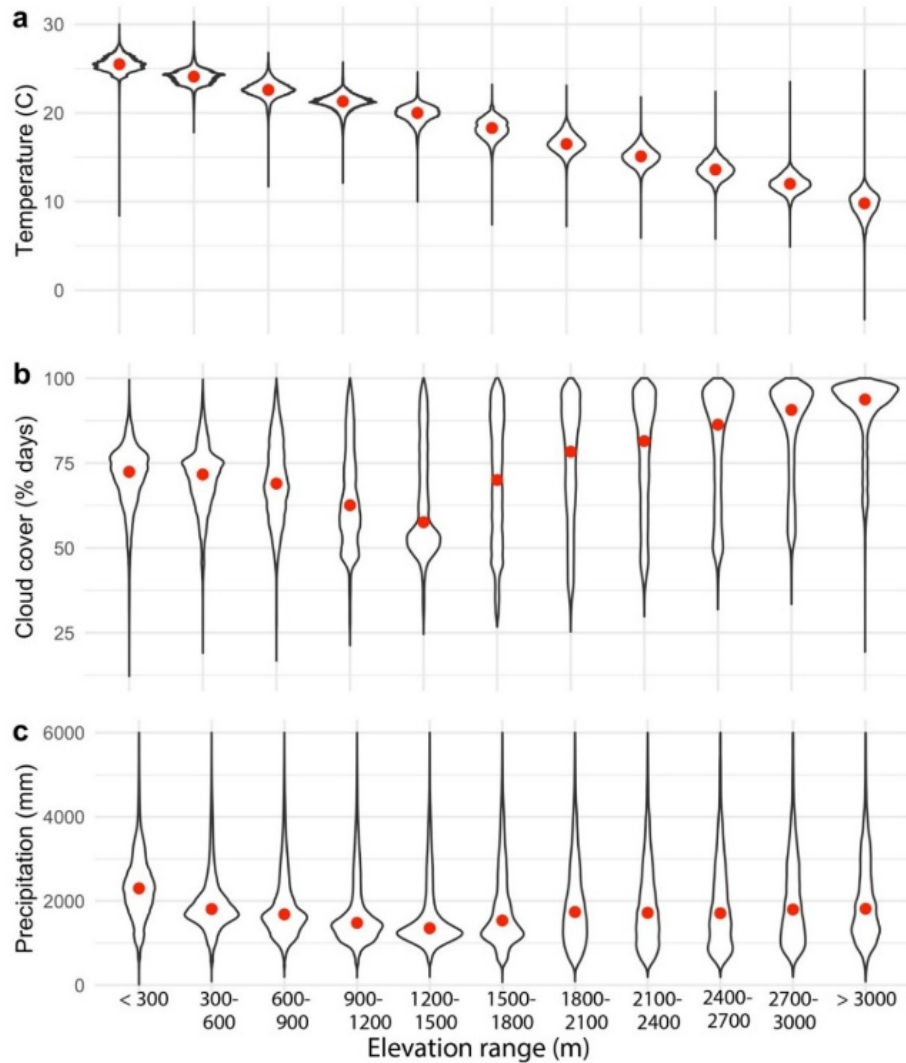 a
Temperature (C)
30
20
10
0
b
Cloud cover (% days)
100
75
50
25
c
Precipitation (mm)
6000
4000
2000
0
< 300 300- 600- 900- 1200- 1500- 1800- 2100- 2400- 2700- > 3000
600 900 1200 1500 1800 2100 2400 2700 3000
Elevation range (m)